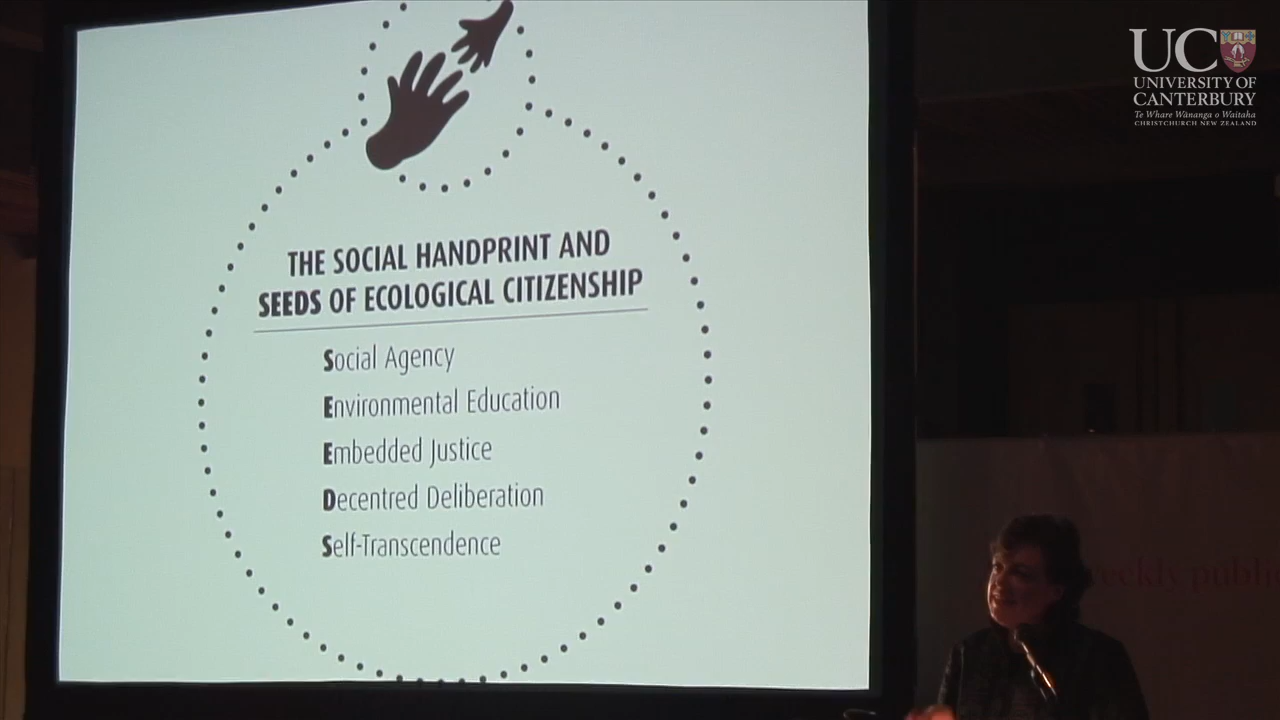 THE SOCIAL HANDPRINT AND
SEEDS OF ECOLOGICAL CITIZENSHIP
Social Agency
Environmental Education
Embedded Justice
Decentred Deliberation
Self-Transcendence
UC
UNIVERSITY OF
CANTERBURY
Te Whare Wānanga o Waitaha
CHRISTCHURCH NEW ZEALAND